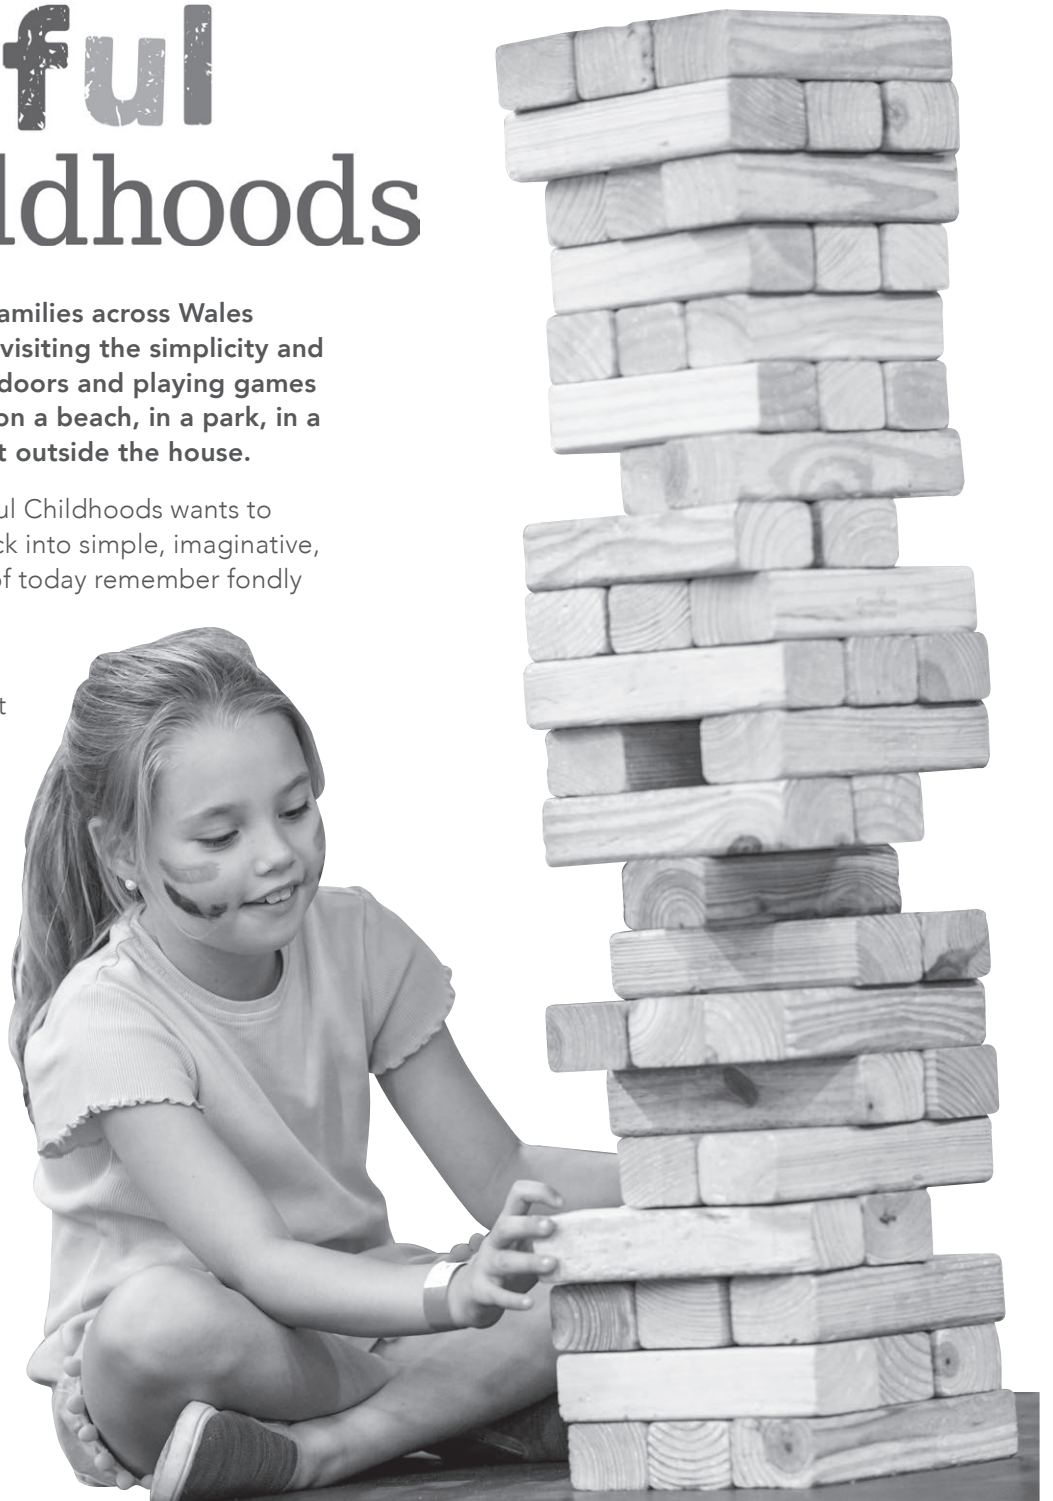 ful
ldhoods
amilies across Wales
visiting the simplicity and
doors and playing games
on a beach, in a park, in a
t outside the house.
ul Childhoods wants to
ck into simple, imaginative,
of today remember fondly
t